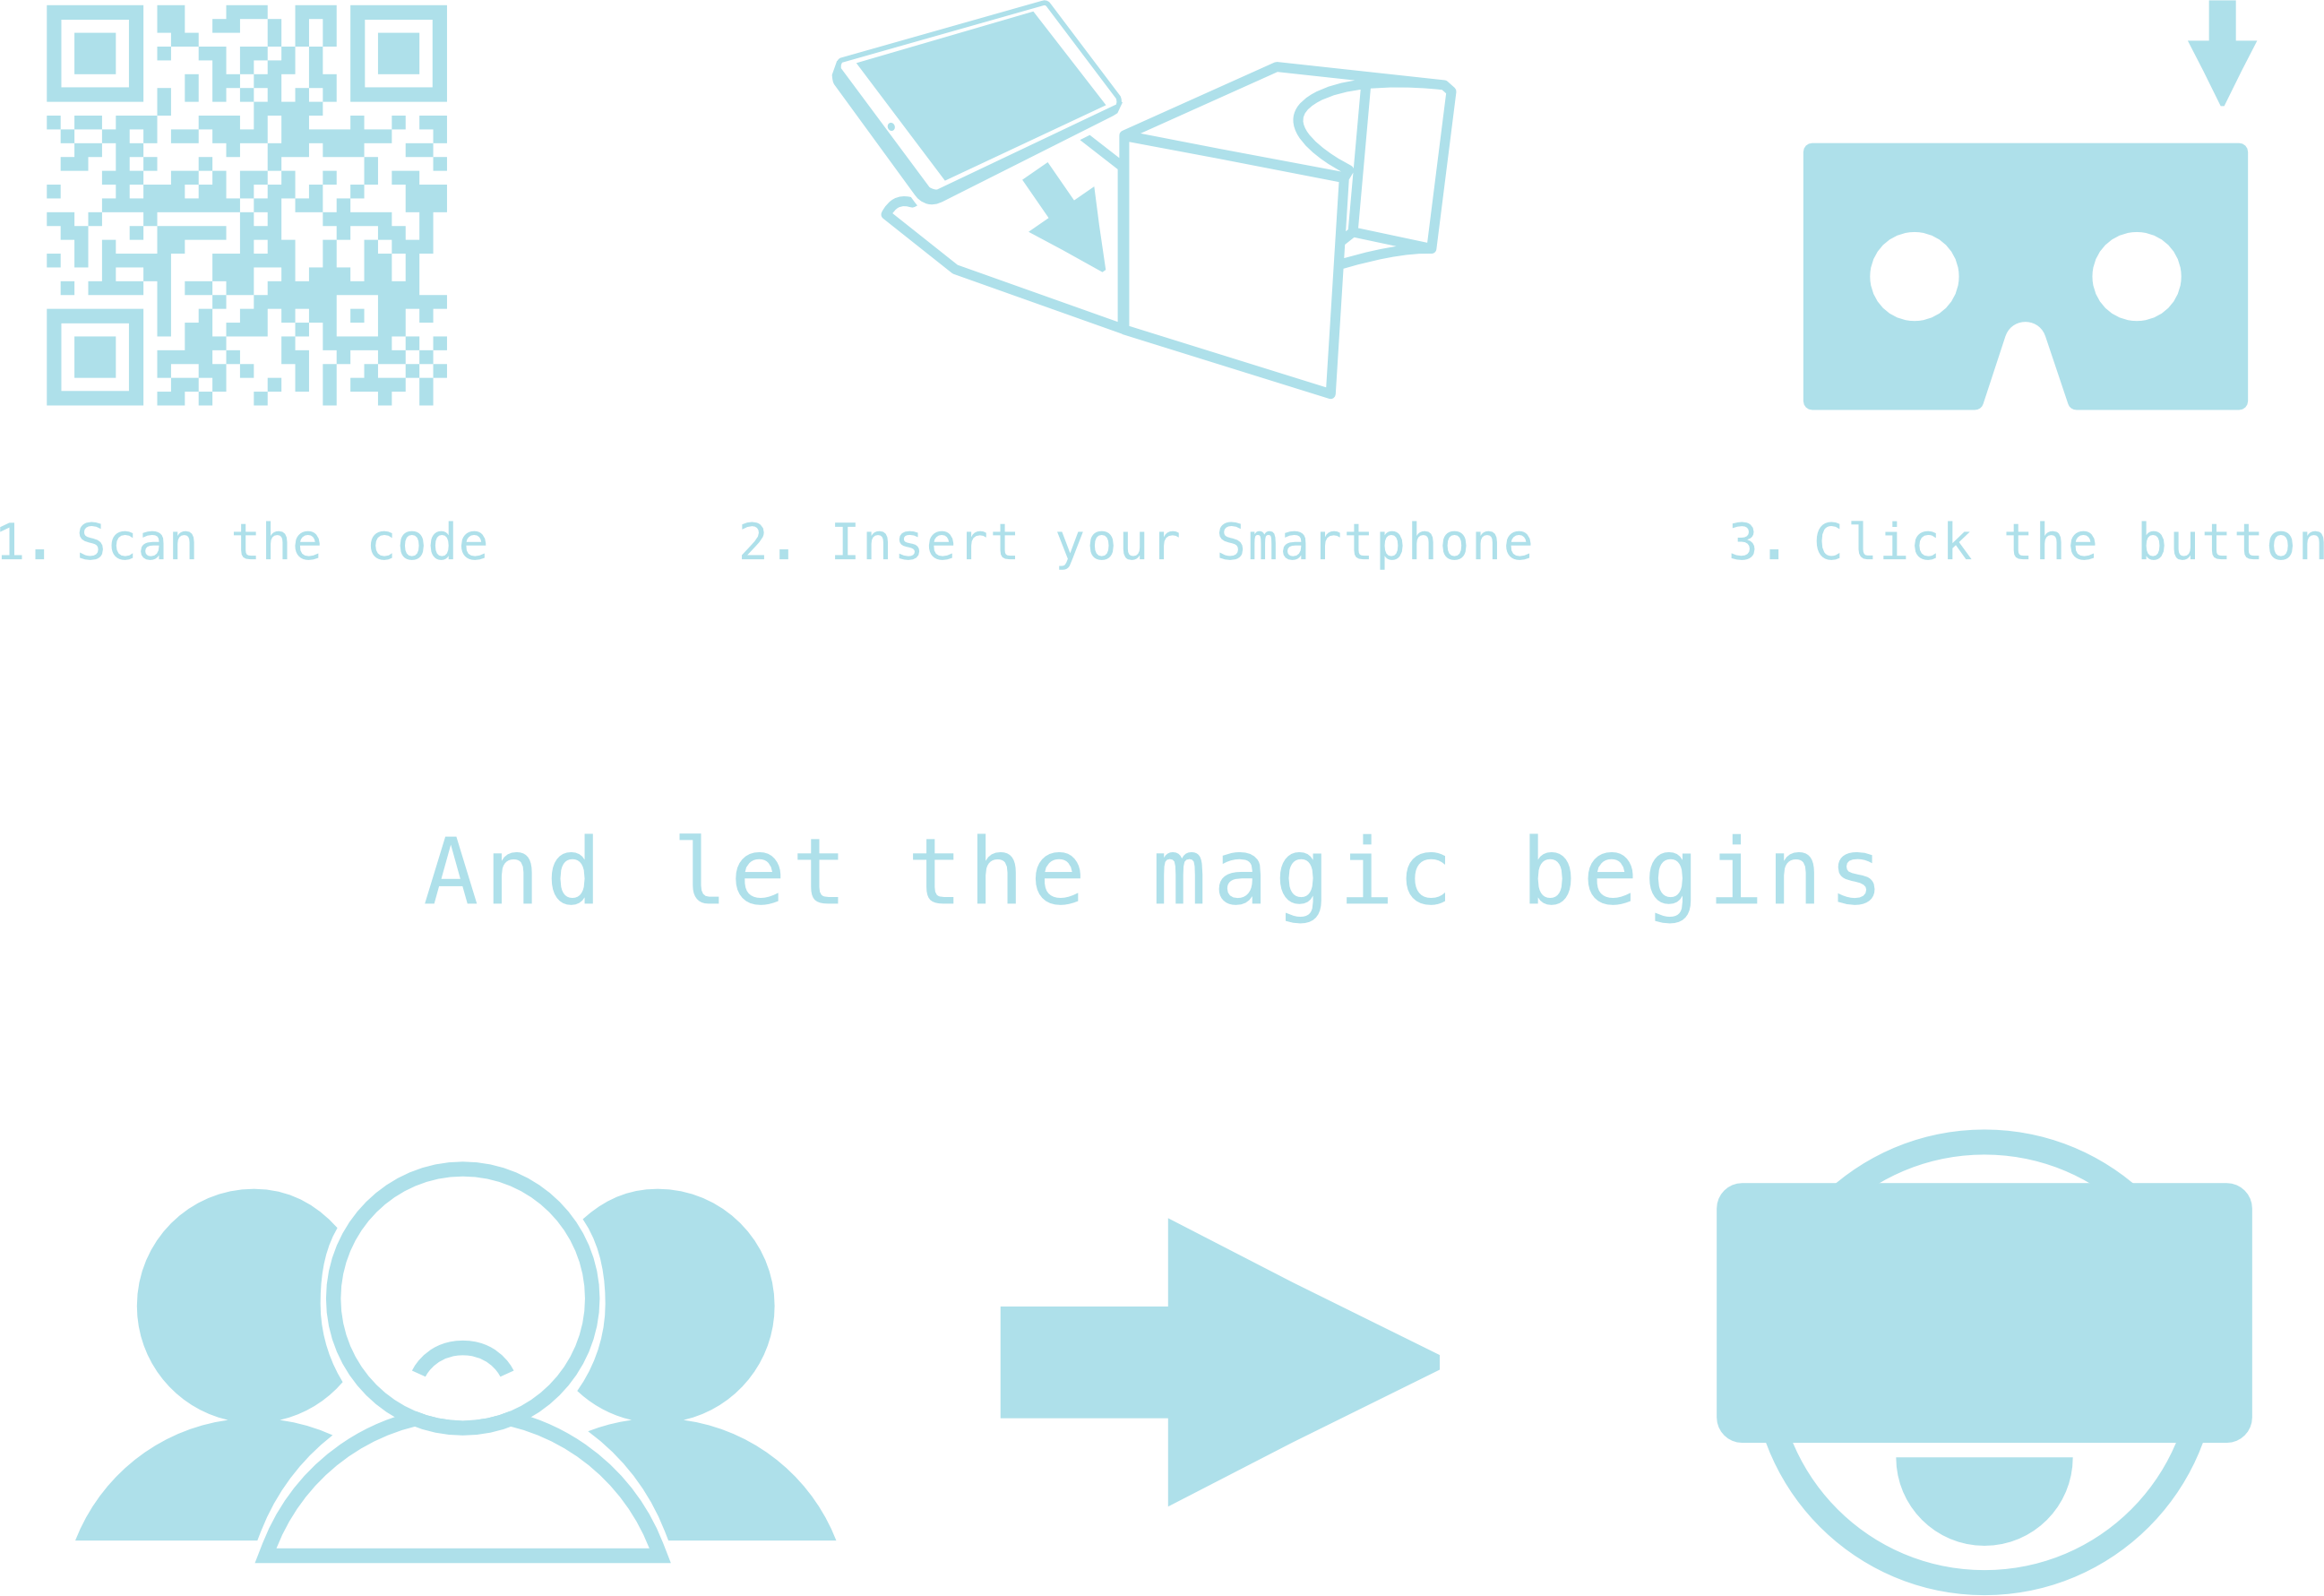 1. Scan the code
2. Insert your Smartphone
3. Click the button
And let the magic begins